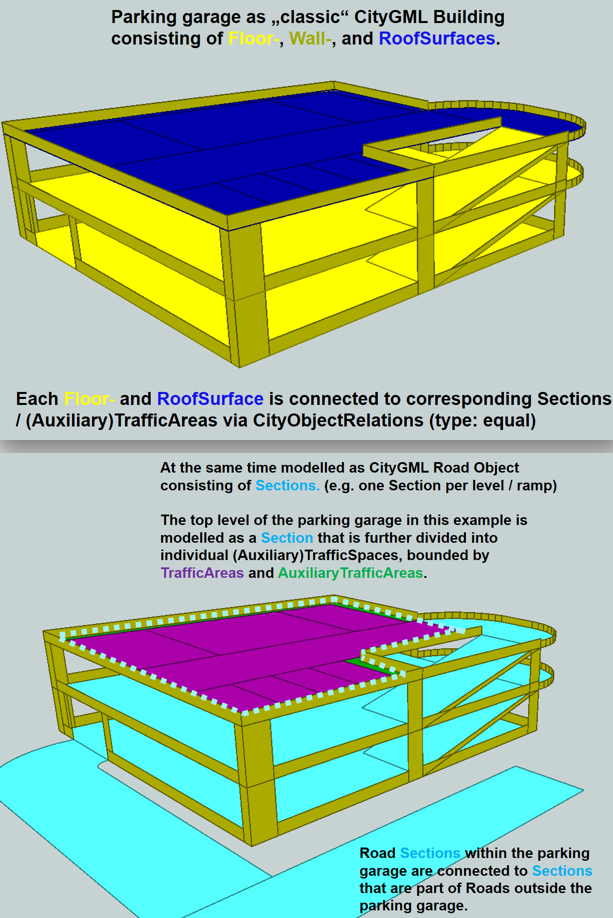 Parking garage as „classic“ CityGML Building
consisting of Floor-, Wall-, and RoofSurfaces.
Each Floor- and RoofSurface is connected to corresponding Sections
/ (Auxiliary)TrafficAreas via CityObjectRelations (type: equal)
At the same time modelled as CityGML Road Object
consisting of Sections. (e.g. one Section per level / ramp)
The top level of the parking garage in this example is
modelled as a Section that is further divided into
individual (Auxiliary)TrafficSpaces, bounded by
TrafficAreas and AuxiliaryTrafficAreas.
Road Sections within the parking
garage are connected to Sections
that are part of Roads outside the
parking garage.